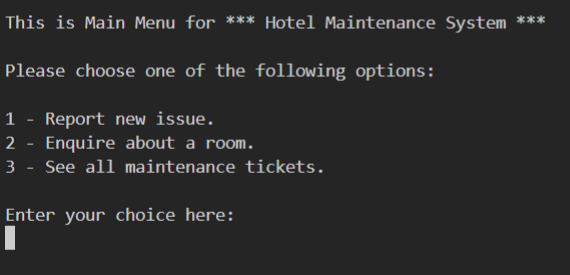 This is Main Menu for *** Hotel Maintenance System ***
Please choose one of the following options:
1 - Report new issue.
2 - Enquire about a room.
3 - See all maintenance tickets.
Enter your choice here: